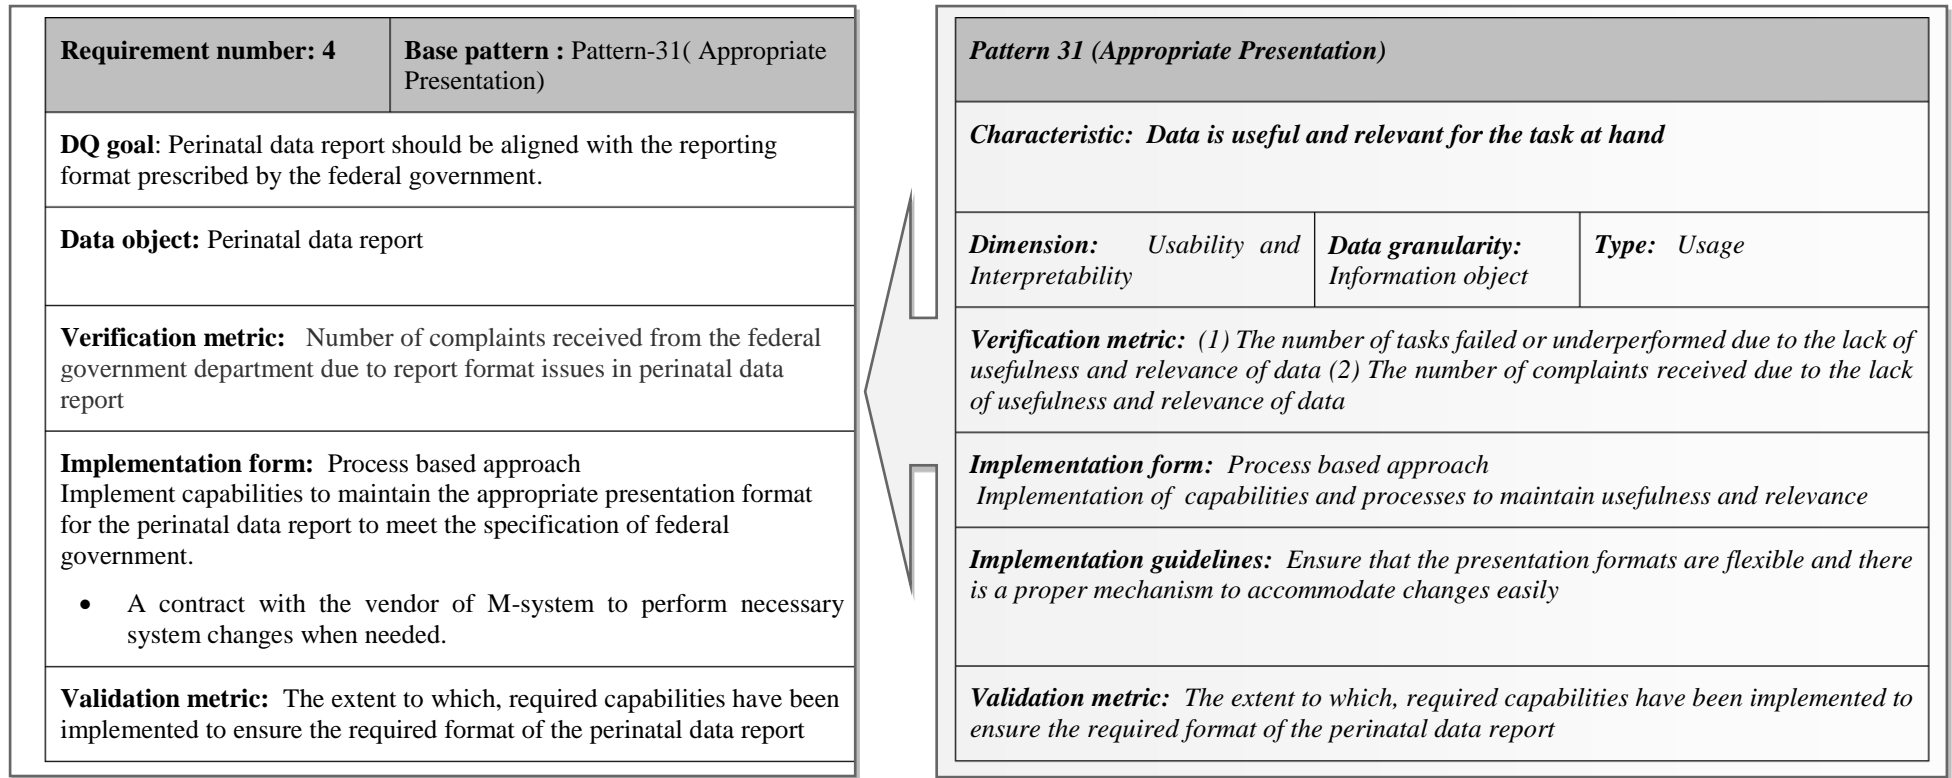 Requirement number: 4
Base pattern : Pattern-31( Appropriate
Presentation)
DQ goal: Perinatal data report should be aligned with the reporting
format prescribed by the federal government.
Data object: Perinatal data report
Verification metric: Number of complaints received from the federal
government department due to report format issues in perinatal data
report
Implementation form: Process based approach
Implement capabilities to maintain the appropriate presentation format
for the perinatal data report to meet the specification of federal
government.
• A contract with the vendor of M-system to perform necessary
system changes when needed.
Validation metric: The extent to which, required capabilities have been
implemented to ensure the required format of the perinatal data report
Pattern 31 (Appropriate Presentation)
Characteristic: Data is useful and relevant for the task at hand
Dimension: Usability and
Interpretability
Data granularity:
Information object
Type: Usage
Verification metric: (1) The number of tasks failed or underperformed due to the lack of
usefulness and relevance of data (2) The number of complaints received due to the lack
of usefulness and relevance of data
Implementation form: Process based approach
Implementation of capabilities and processes to maintain usefulness and relevance
Implementation guidelines: Ensure that the presentation formats are flexible and there
is a proper mechanism to accommodate changes easily
Validation metric: The extent to which, required capabilities have been implemented to
ensure the required format of the perinatal data report